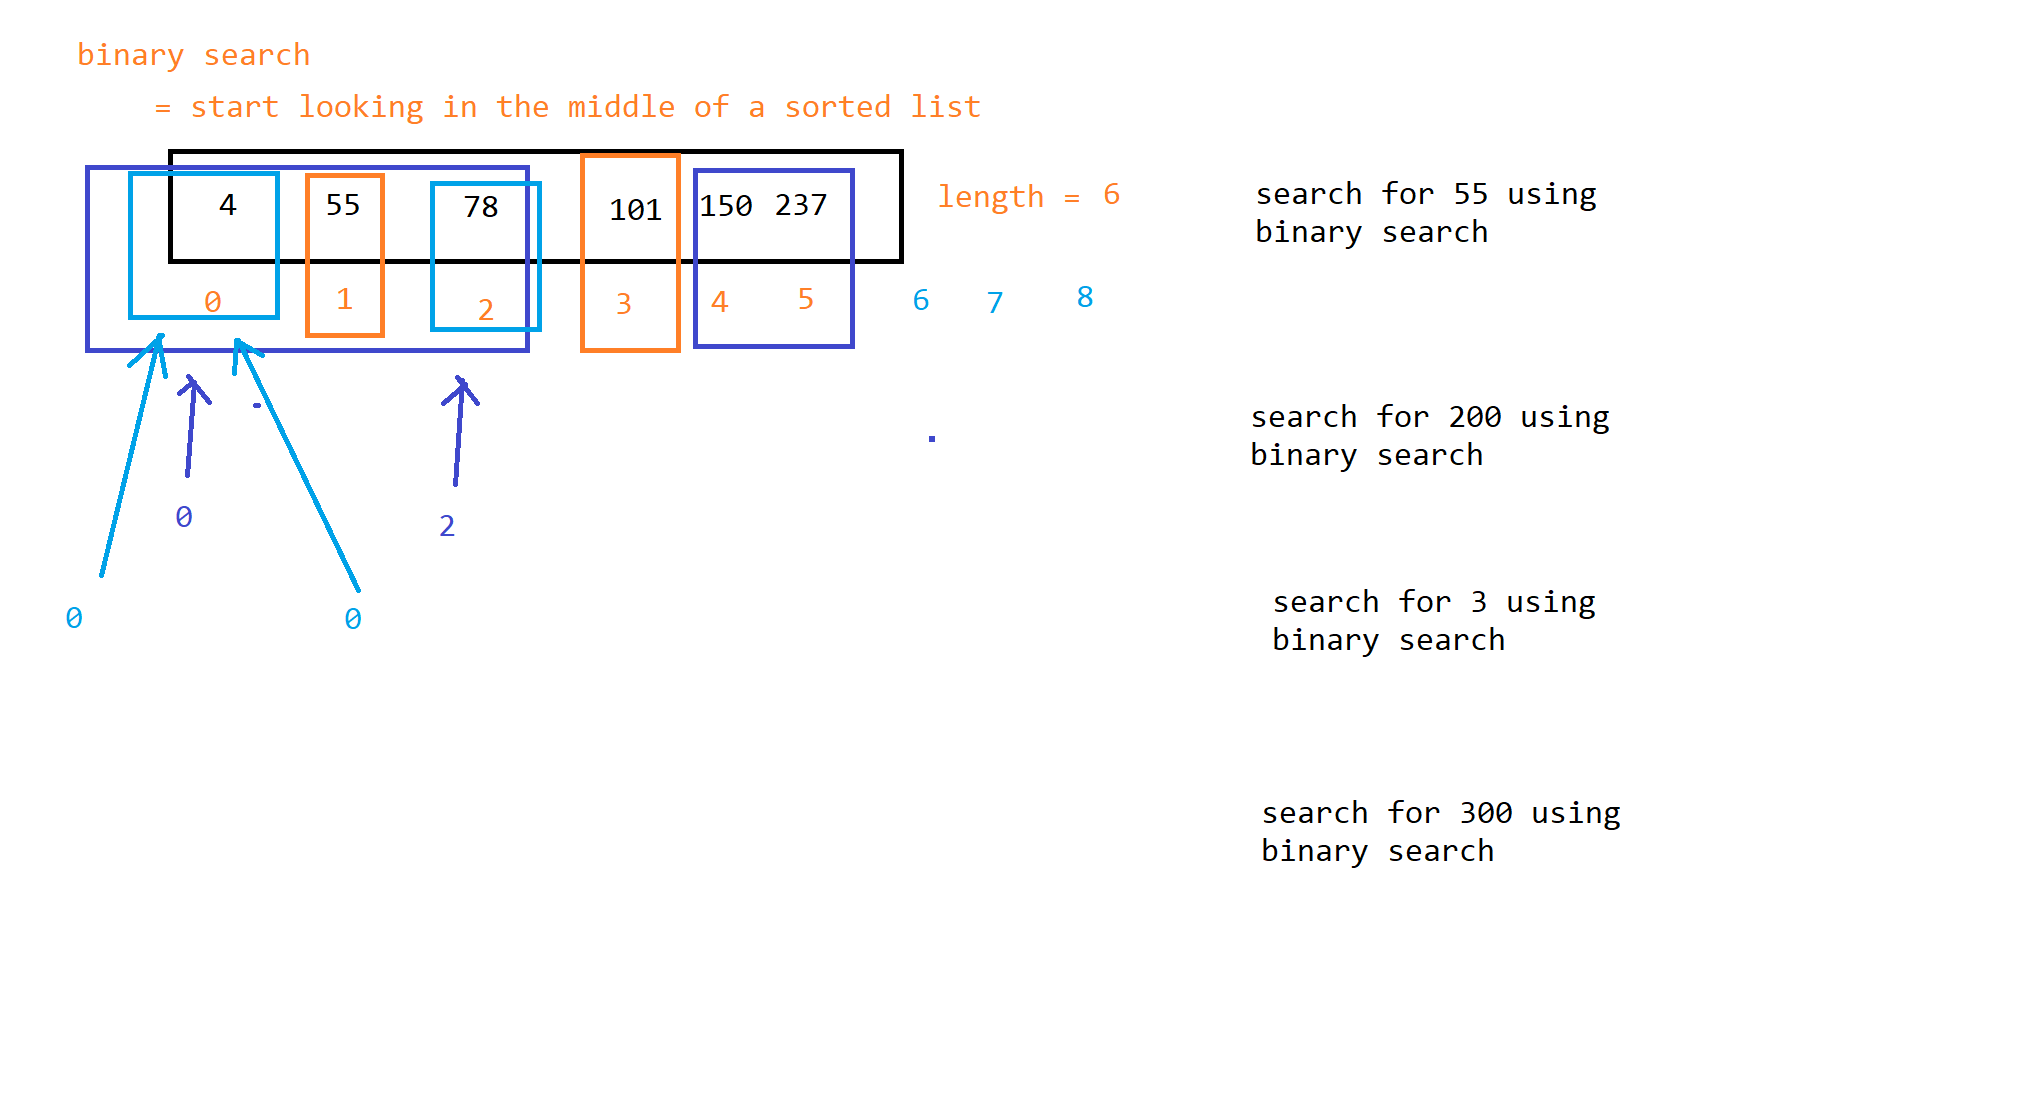 binary search
= start looking in the middle of a sorted list
4 55 78 101 150 237
length = 6
0 1 2 3 4 5 6 7 8
0 2
0 0
search for 55 using
binary search
search for 200 using
binary search
search for 3 using
binary search
search for 300 using
binary search